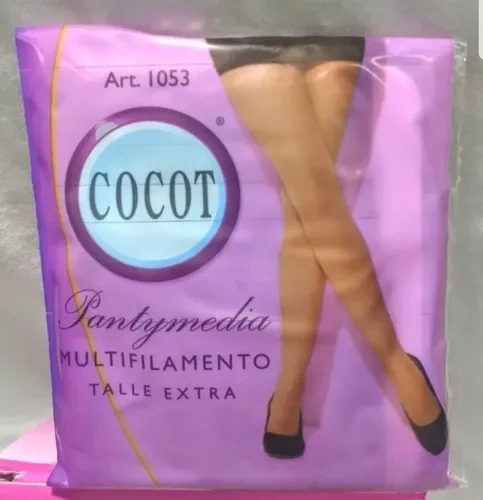 Art. 1053
®
COCOT
Pantymedia
MULTIFILAMENTO
TALLE EXTRA